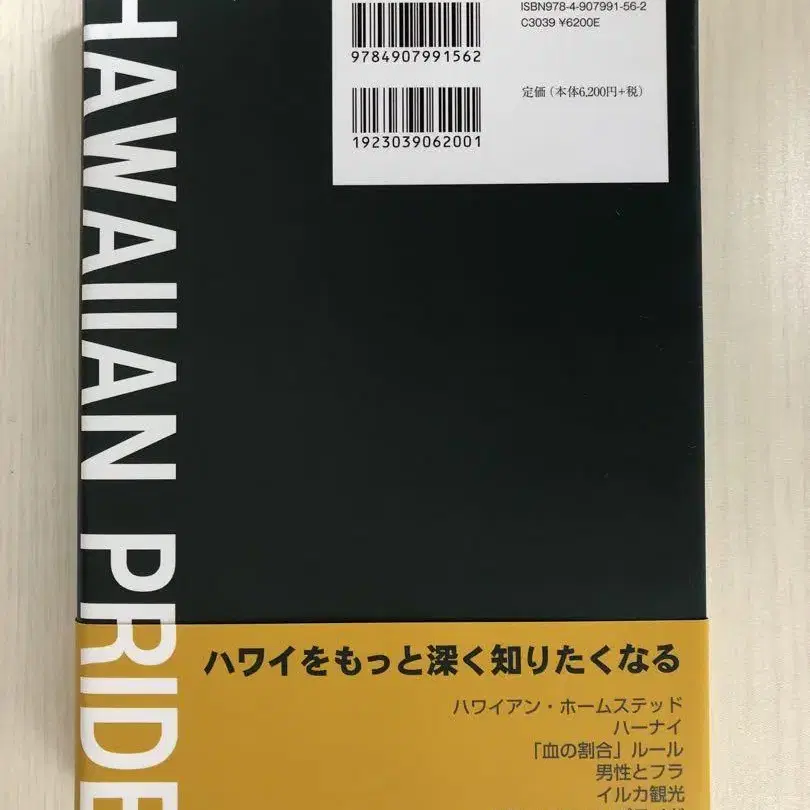 HAWAIIAN PRIDE
ISBN978-4-907991-56-2
C3039 ¥6200E
9784907991562
定価（本体6,200円+税）
1923039062001
ハワイをもっと深く知りたくなる
ハワイアン・ホームステッド
ハーナイ
「血の割合」ルール
男性とフラ
イルカ観光